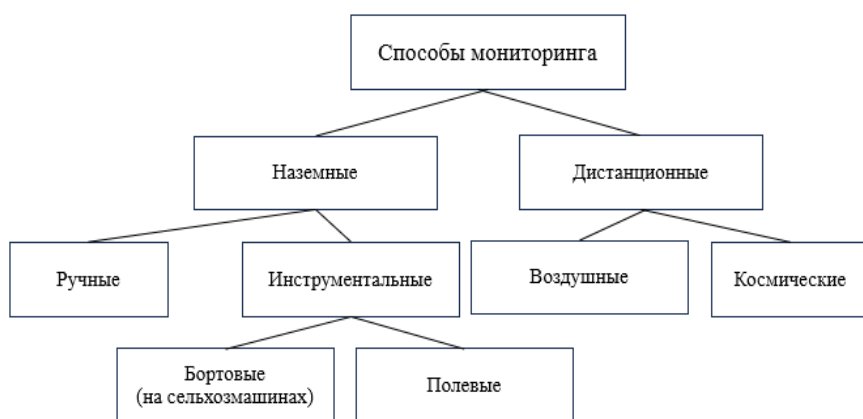 Способы мониторинга
Наземные
Дистанционные
Ручные
Инструментальные
Воздушные
Космические
Бортовые
(на сельхозмашинах)
Полевые